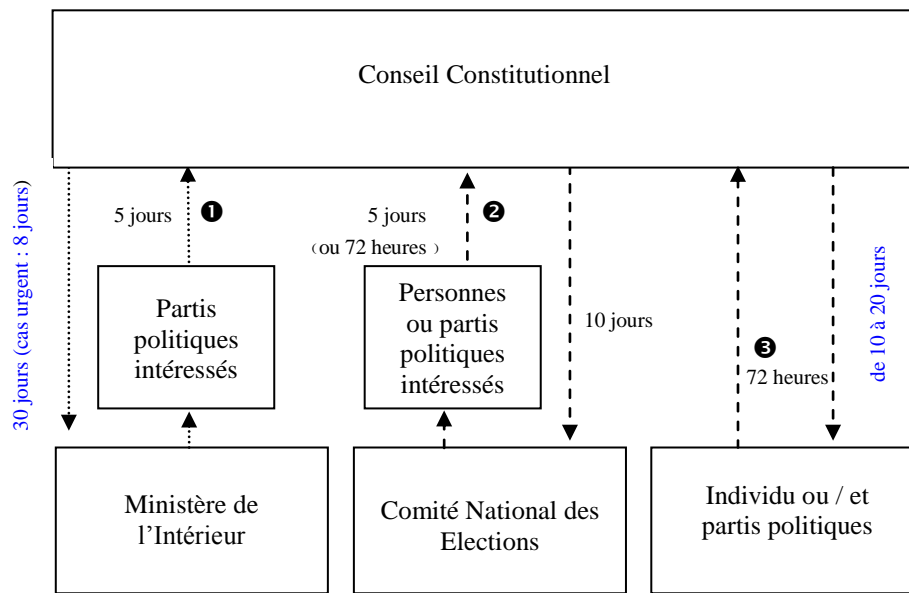 Conseil Constitutionnel
30 jours (cas urgent : 8 jours)
5 jours
❶
5 jours
(ou 72 heures )
❷
Partis
politiques
intéressés
Personnes
ou partis
politiques
intéressés
10 jours
❸
72 heures
de 10 à 20 jours
Ministère de
l’Intérieur
Comité National des
Elections
Individu ou / et
partis politiques